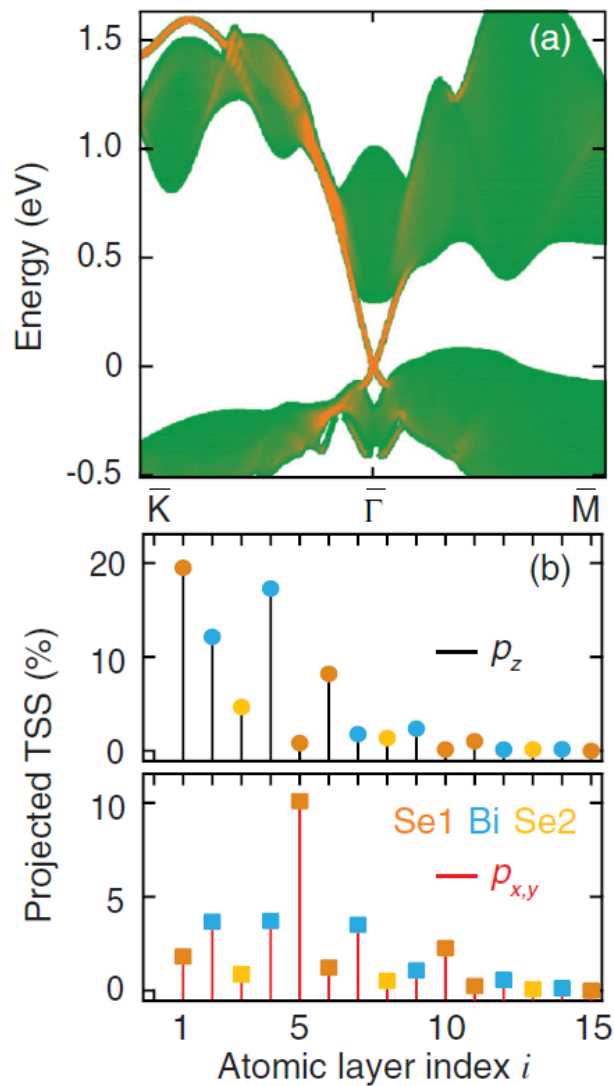 (a)
Energy (eV)
1.5
1.0
0.5
0
-0.5
K̅ Γ̅ M̅
(b)
Projected TSS (%)
20
10
0
p_z
10
5
0
Se1 Bi Se2
p_{x,y}
1 5 10 15
Atomic layer index i